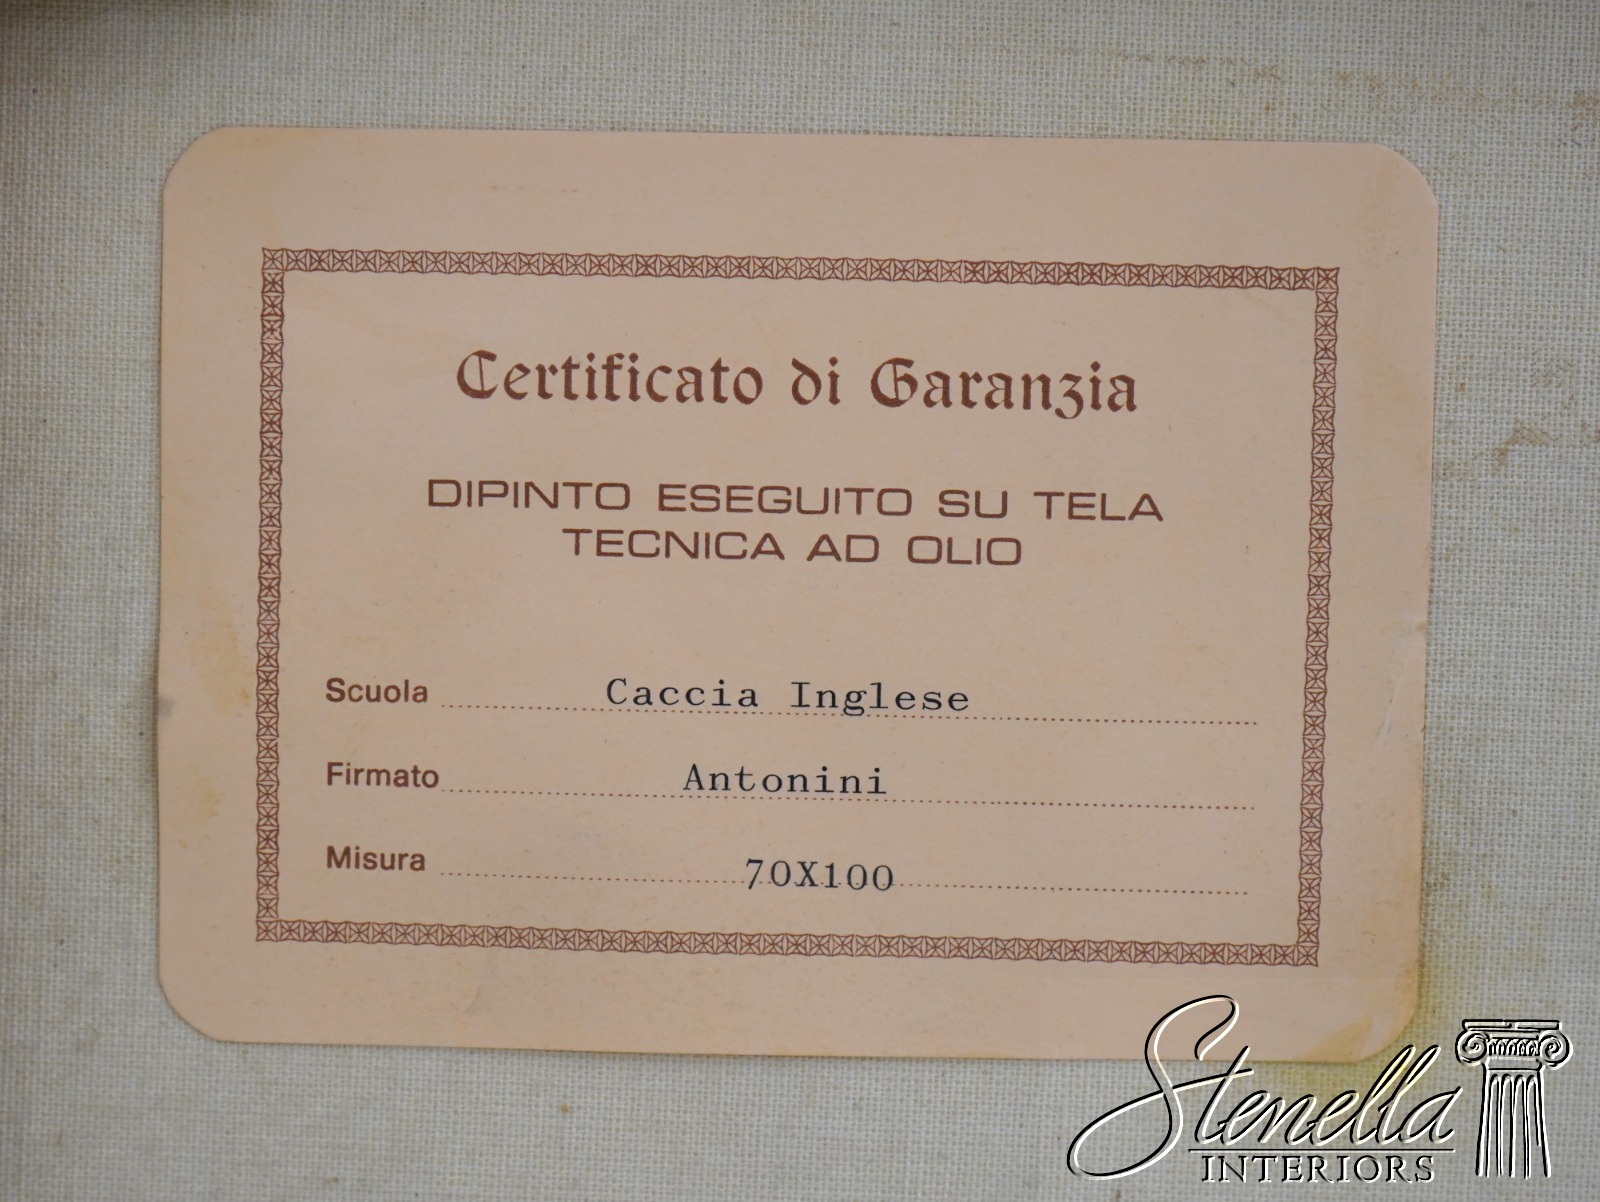 Certificato di Garanzia
DIPINTO ESEGUITO SU TELA
TECNICA AD OLIO
Scuola Caccia Inglese
Firmato Antonini
Misura 70X100
Stenella
INTERIORS